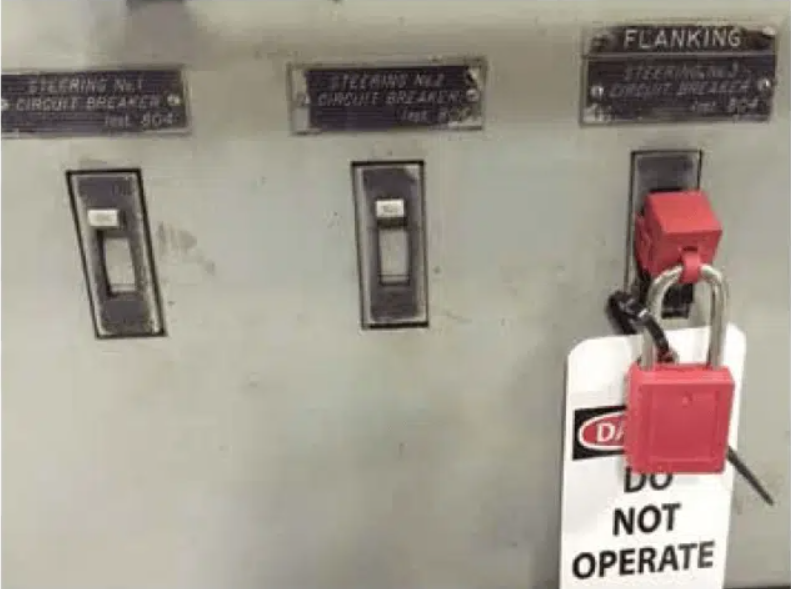 STEERING No.1
CIRCUIT BREAKER
Inst. 804
STEERING No.2
CIRCUIT BREAKER
Inst.
FLANKING
STEERING No.3
CIRCUIT BREAKER
Inst. 804
DO
NOT
OPERATE